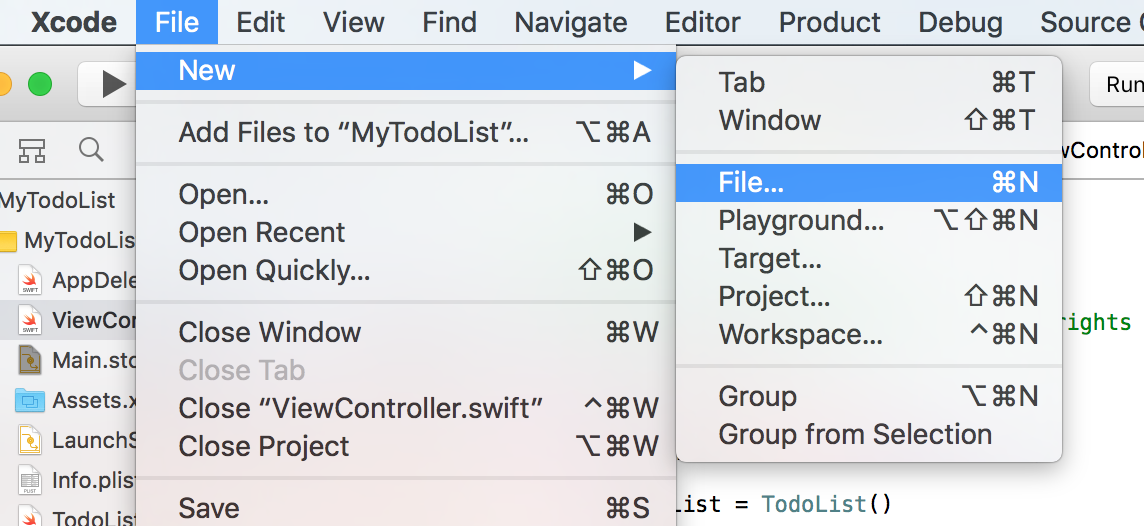 Xcode File Edit View Find Navigate Editor Product Debug Source
New
Tab ⌘T
Window ⇧⌘T
File... ⌘N
Playground... ⌥⇧⌘N
Target...
Project... ⇧⌘N
Workspace... ^⌘N
Group ⌥⌘N
Group from Selection
Add Files to “MyTodoList”... ⌥⌘A
Open... ⌘O
Open Recent
Open Quickly... ⇧⌘O
Close Window ⌘W
Close Tab
Close “ViewController.swift” ^⌘W
Close Project ⌥⌘W
Save ⌘S
Run
wControl
MyTodoList
MyTodoLis
AppDele
ViewCon
Main.sto
Assets.x
LaunchS
Info.plis
TodoList
SWIFT
SWIFT
PLIST
rights
List = TodoList()